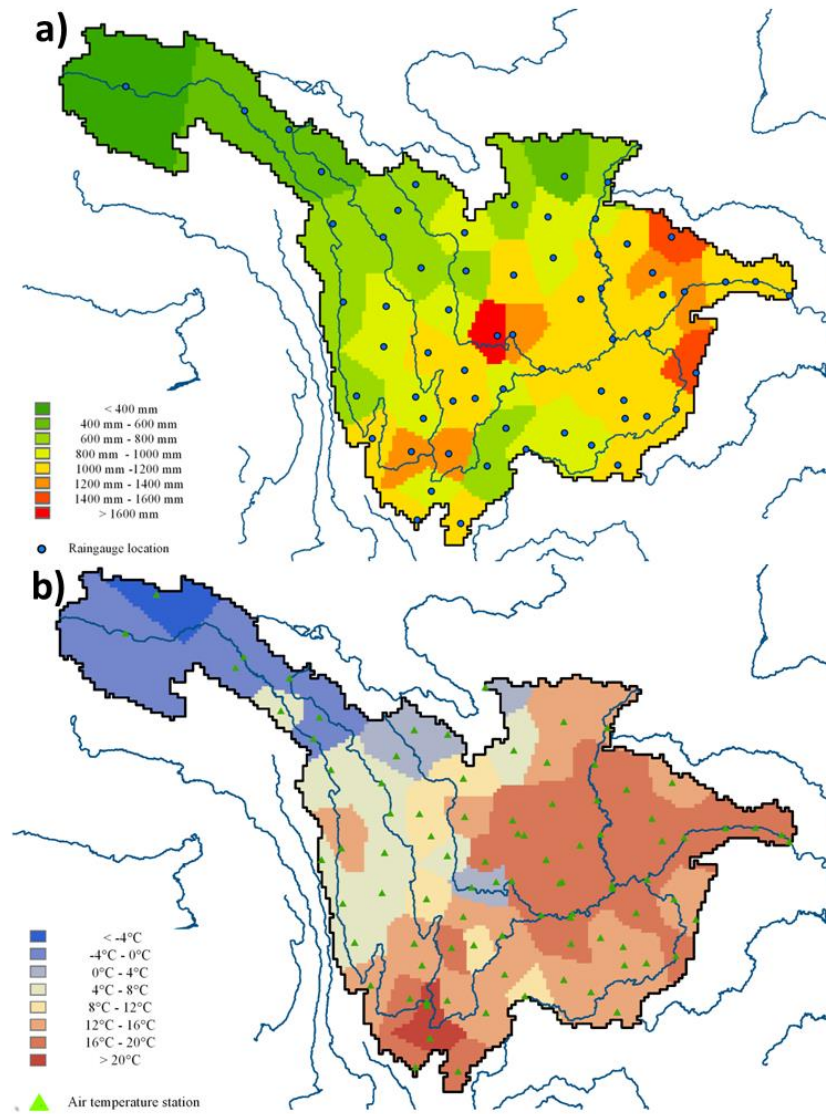 a)
< 400 mm
400 mm - 600 mm
600 mm - 800 mm
800 mm - 1000 mm
1000 mm -1200 mm
1200 mm - 1400 mm
1400 mm - 1600 mm
> 1600 mm
Raingauge location
b)
< -4°C
-4°C - 0°C
0°C - 4°C
4°C - 8°C
8°C - 12°C
12°C - 16°C
16°C - 20°C
> 20°C
Air temperature station